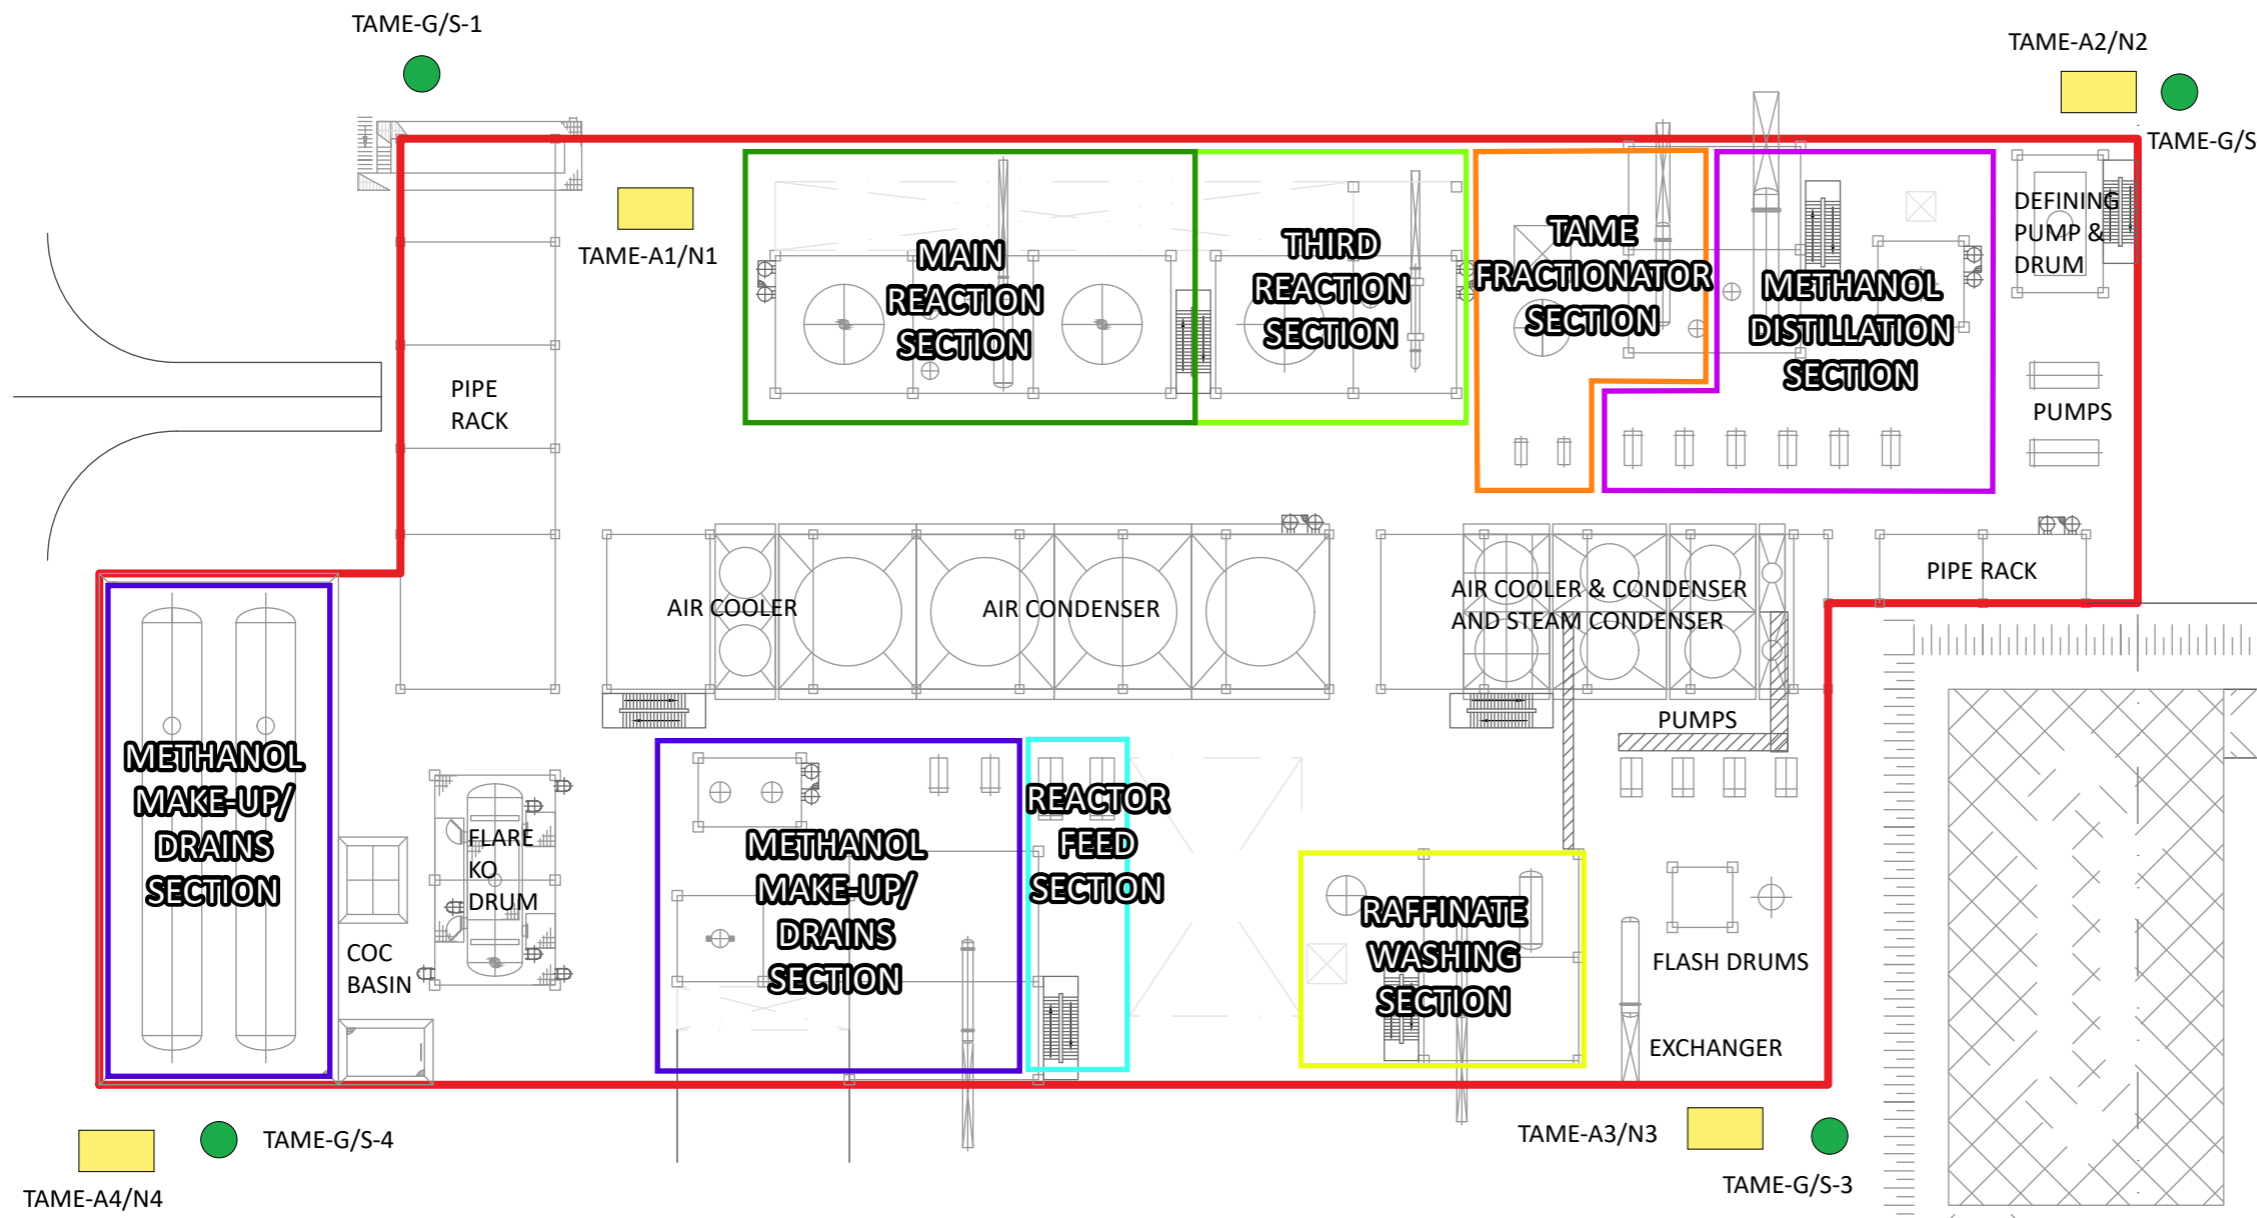 TAME-G/S-1
TAME-A2/N2
TAME-G/S
TAME-A1/N1
MAIN
REACTION
SECTION
THIRD
REACTION
SECTION
TAME
FRACTIONATOR
SECTION
METHANOL
DISTILLATION
SECTION
DEFINING
PUMP &
DRUM
PIPE
RACK
PUMPS
AIR COOLER
AIR CONDENSER
AIR COOLER & CONDENSER
AND STEAM CONDENSER
PIPE RACK
PUMPS
METHANOL
MAKE-UP/
DRAINS
SECTION
FLARE
KO
DRUM
COC
BASIN
METHANOL
MAKE-UP/
DRAINS
SECTION
REACTOR
FEED
SECTION
RAFFINATE
WASHING
SECTION
FLASH DRUMS
EXCHANGER
TAME-G/S-4
TAME-A4/N4
TAME-A3/N3
TAME-G/S-3